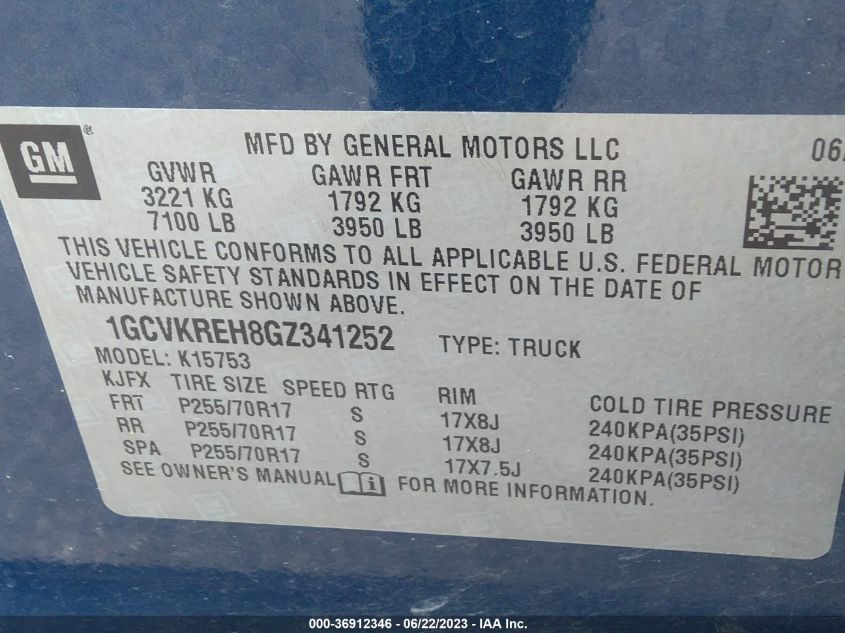 GM
MFD BY GENERAL MOTORS LLC 06
GVWR GAWR FRT GAWR RR
3221 KG 1792 KG 1792 KG
7100 LB 3950 LB 3950 LB
THIS VEHICLE CONFORMS TO ALL APPLICABLE U.S. FEDERAL MOTOR
VEHICLE SAFETY STANDARDS IN EFFECT ON THE DATE OF
MANUFACTURE SHOWN ABOVE.
1GCVKREH8GZ341252 TYPE: TRUCK
MODEL: K15753
KJFX TIRE SIZE SPEED RTG RIM COLD TIRE PRESSURE
FRT P255/70R17 S 17X8J 240KPA(35PSI)
RR P255/70R17 S 17X8J 240KPA(35PSI)
SPA P255/70R17 S 17X7.5J 240KPA(35PSI)
SEE OWNER'S MANUAL i FOR MORE INFORMATION.
000-36912346 - 06/22/2023 - © IAA Inc.